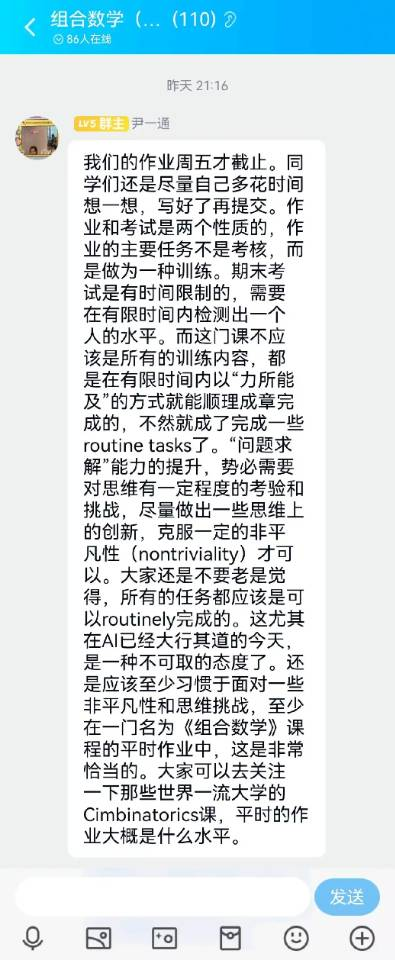 组合数学（...（110）
86人在线
昨天 21:16
LV5 群主 尹一通
我们的作业周五才截止。同
学们还是尽量自己多花时间
想一想，写好了再提交。作
业和考试是两个性质的，作
业的主要任务不是考核，而
是做为一种训练。期末考
试是有时间限制的，需要
在有限时间内检测出一个
人的水平。而这门课不应
该是所有的训练内容，都
是在有限时间内以“力所能
及”的方式就能顺理成章完
成的，不然就成了完成一些
routine tasks了。“问题求
解”能力的提升，势必需要
对思维有一定程度的考验和
挑战，尽量做出一些思维上
的创新，克服一定的非平
凡性（nontriviality）才可
以。大家还是不要老是觉
得，所有的任务都应该是可
以routinely完成的。这尤其
在AI已经大行其道的今天，
是一种不可取的态度了。还
是应该至少习惯于面对一些
非平凡性和思维挑战，至少
在一门名为《组合数学》课
程的平时作业中，这是非常
恰当的。大家可以去关注
一下那些世界一流大学的
Cimbinatorics课，平时的作
业大概是什么水平。
发送